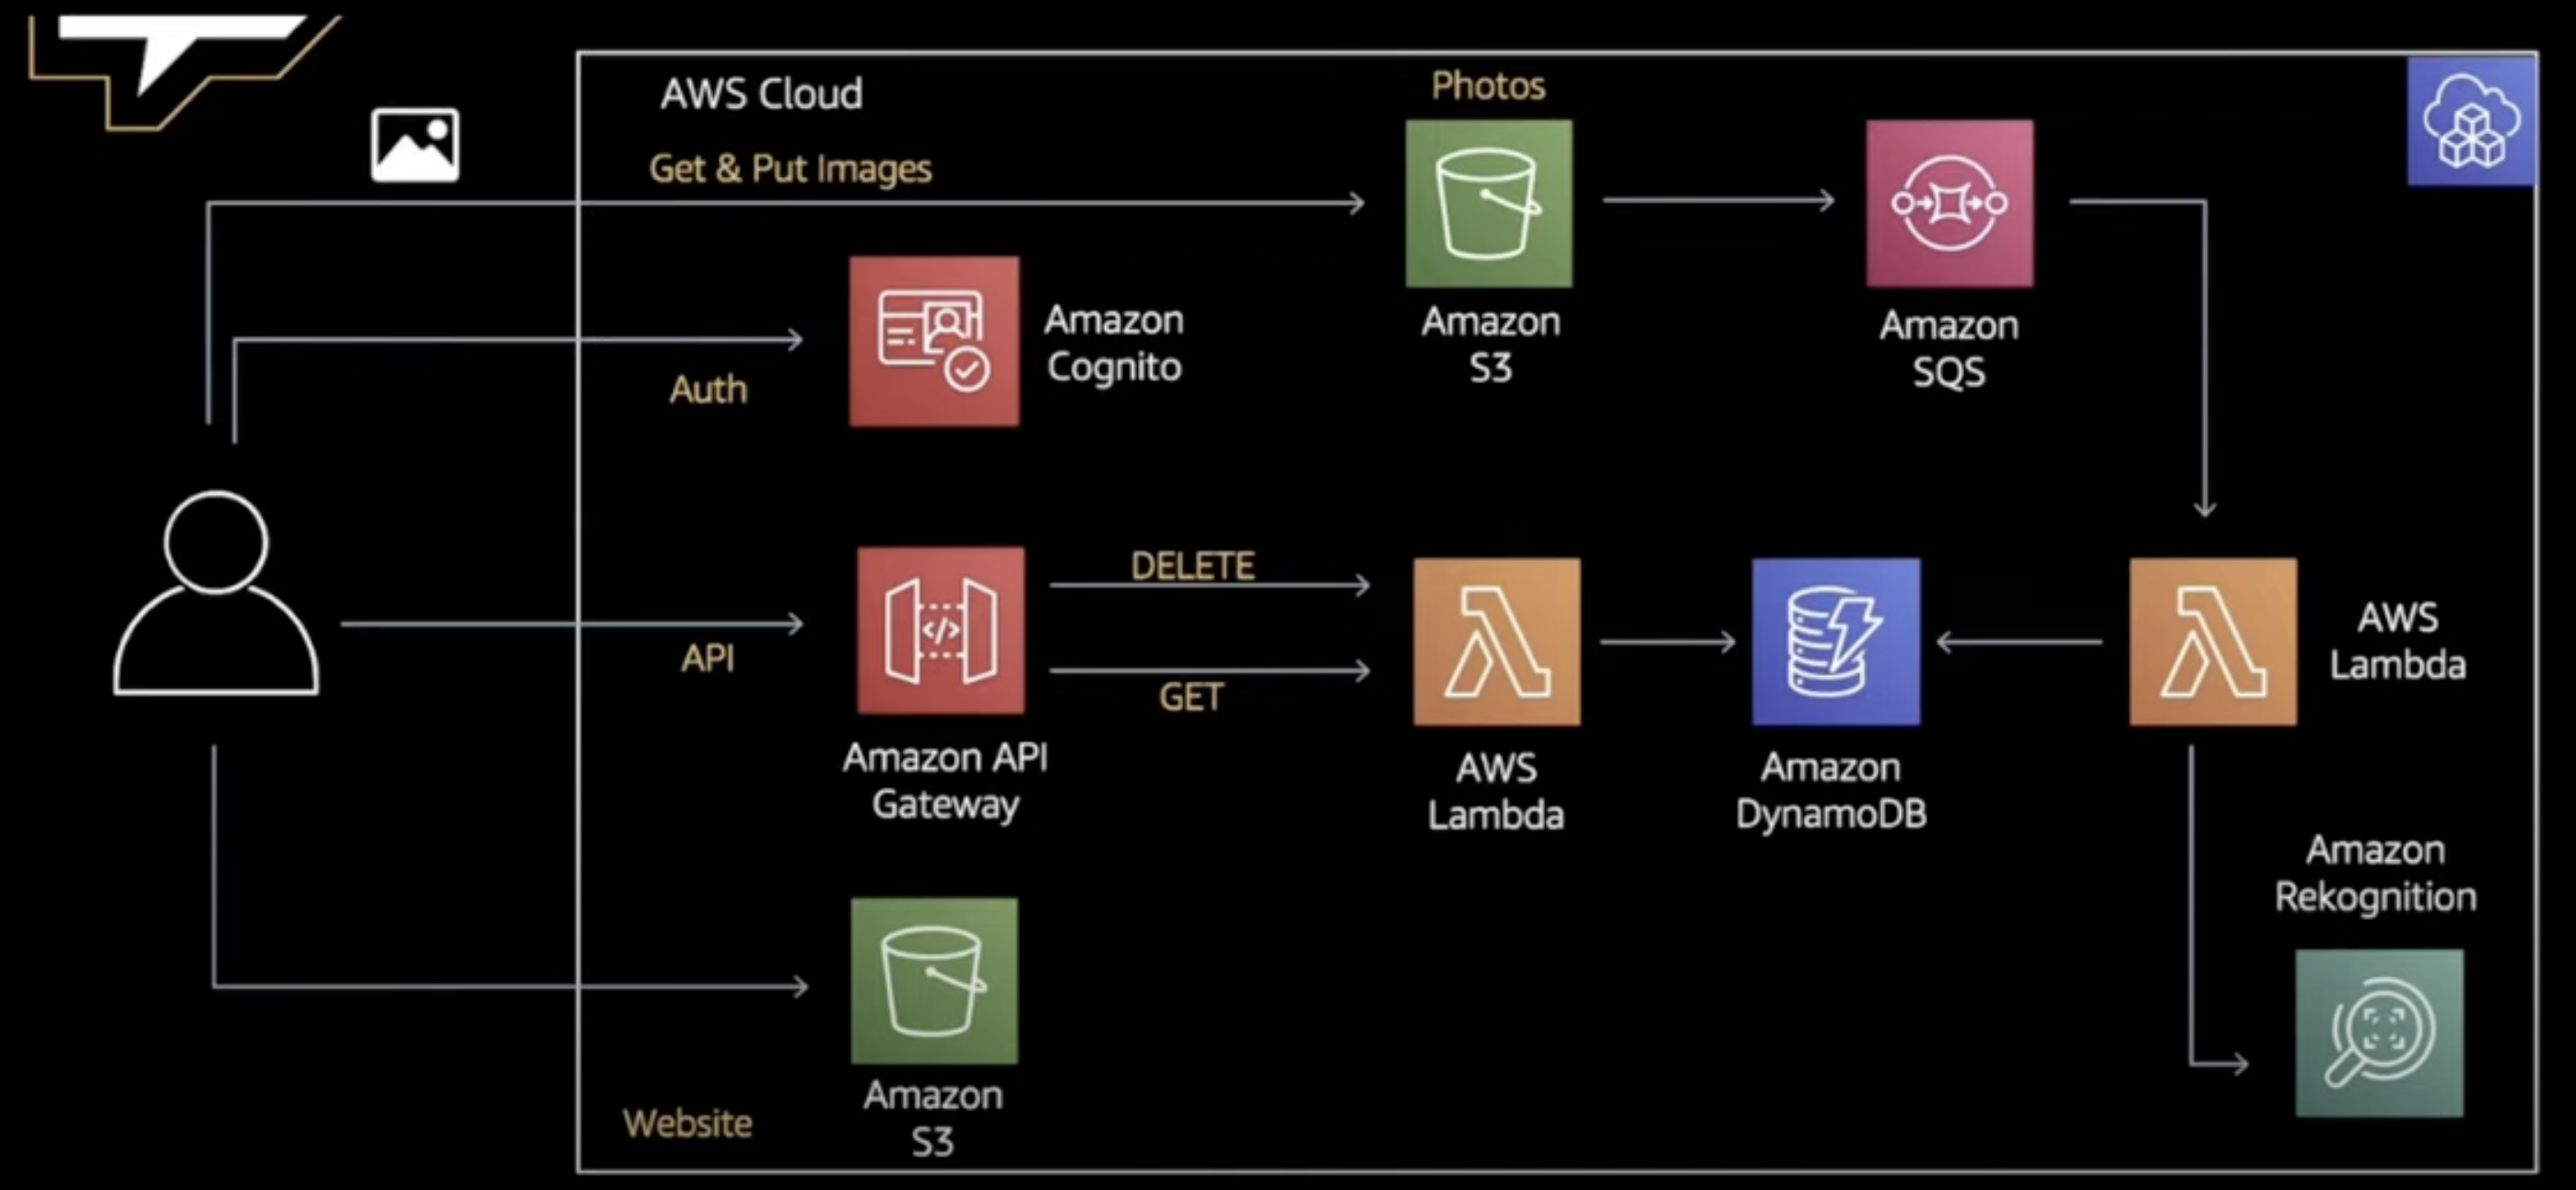 AWS Cloud
Photos
Get & Put Images
Amazon
Cognito
Auth
Amazon
S3
Amazon
SQS
API
Amazon API
Gateway
DELETE
GET
AWS
Lambda
Amazon
DynamoDB
AWS
Lambda
Amazon
Rekognition
Website
Amazon
S3